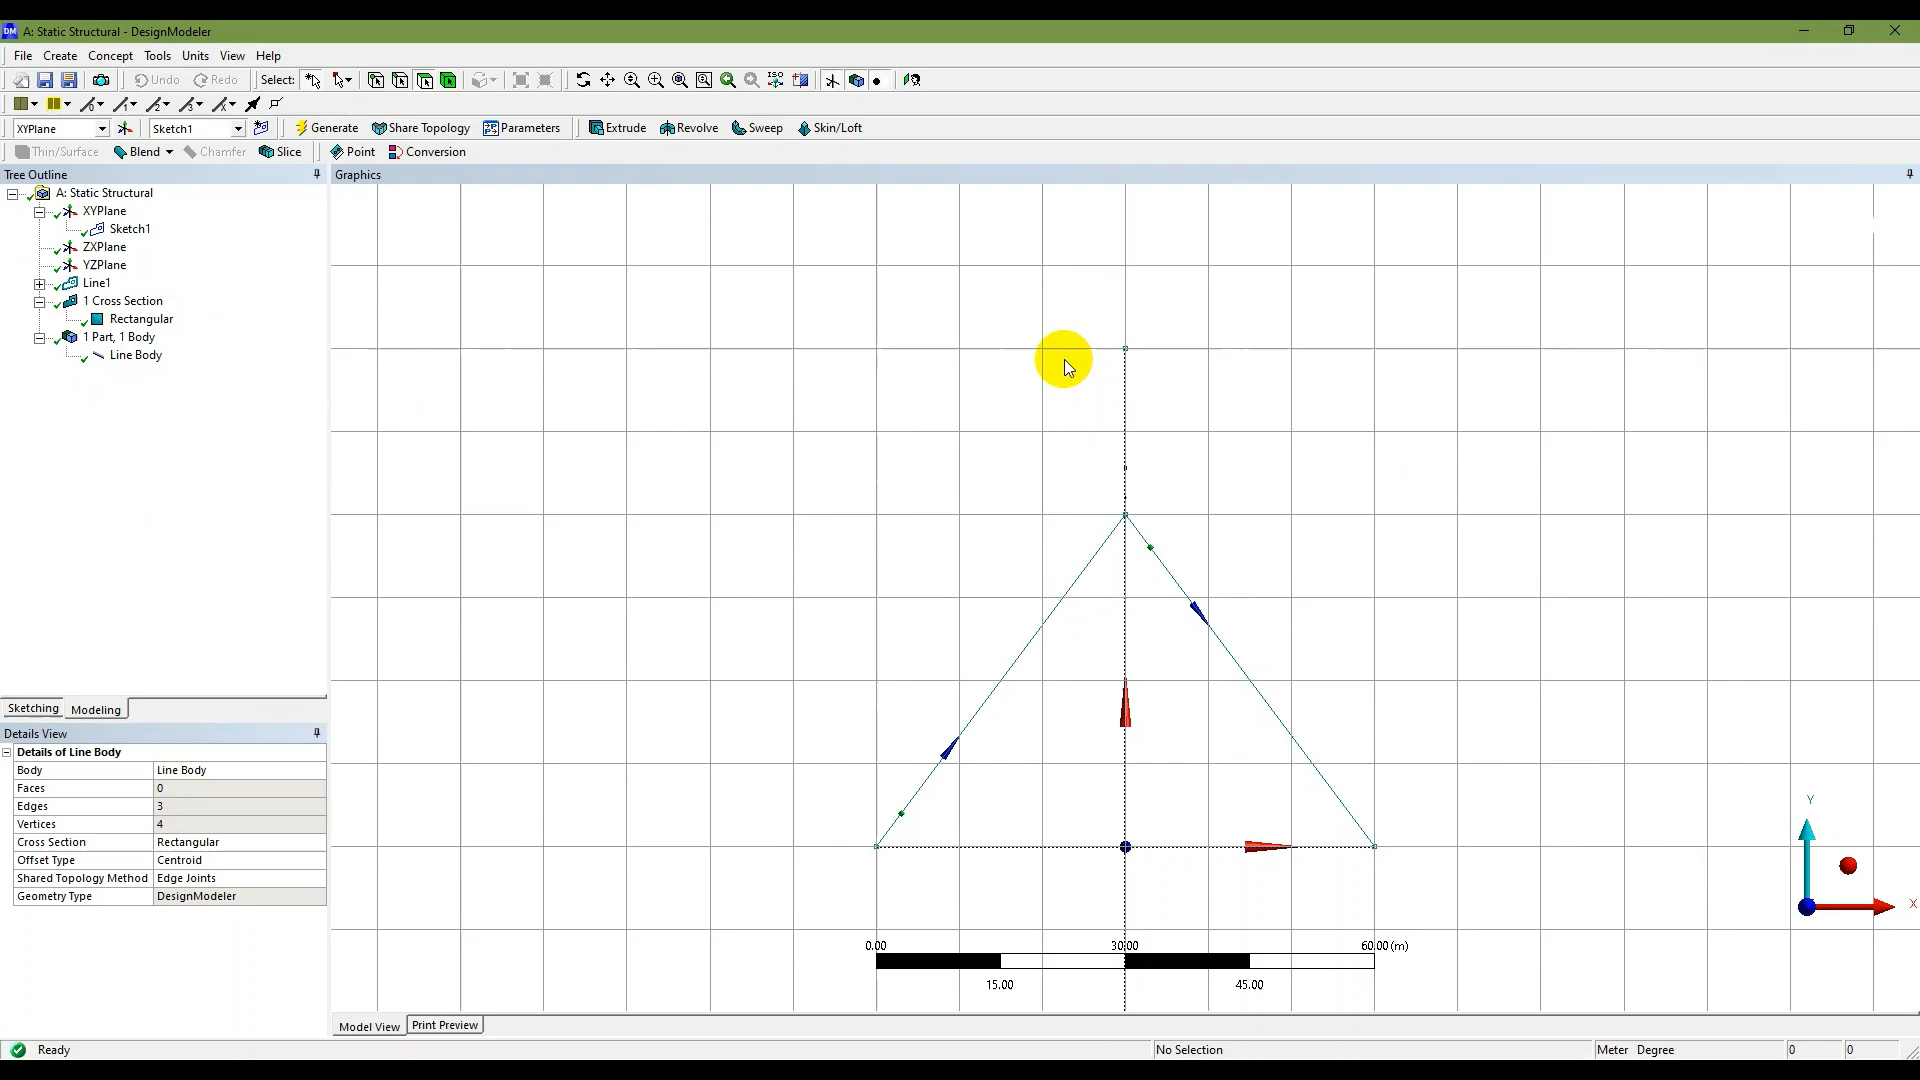 DM A: Static Structural - DesignModeler
File Create Concept Tools Units View Help
Undo Redo Select: ISO
XYPlane Sketch1 Generate Share Topology Parameters Extrude Revolve Sweep Skin/Loft
Thin/Surface Blend Chamfer Slice Point Conversion
Tree Outline
Graphics
A: Static Structural
XYPlane
Sketch1
ZXPlane
YZPlane
Line1
1 Cross Section
Rectangular
1 Part, 1 Body
Line Body
Sketching Modeling
Details View
Details of Line Body
Body Line Body
Faces 0
Edges 3
Vertices 4
Cross Section Rectangular
Offset Type Centroid
Shared Topology Method Edge Joints
Geometry Type DesignModeler
Y
X
0.00 30.00 60.00 (m)
15.00 45.00
Model View Print Preview
Ready No Selection Meter Degree 0 0